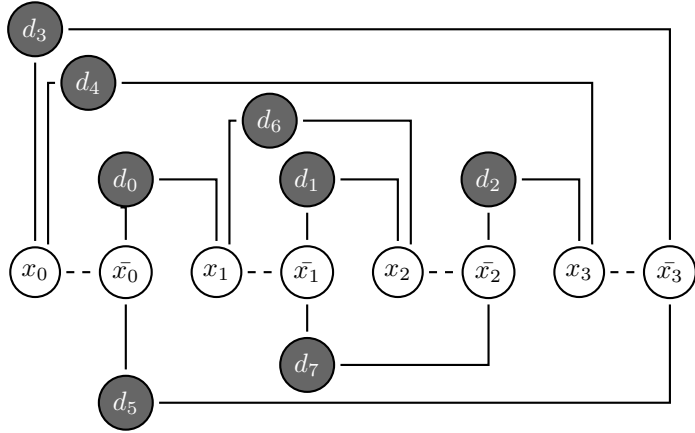 d₃
d₄
d₆
d₀ d₁ d₂
x₀ x̄₀ x₁ x̄₁ x₂ x̄₂ x₃ x̄₃
d₇
d₅